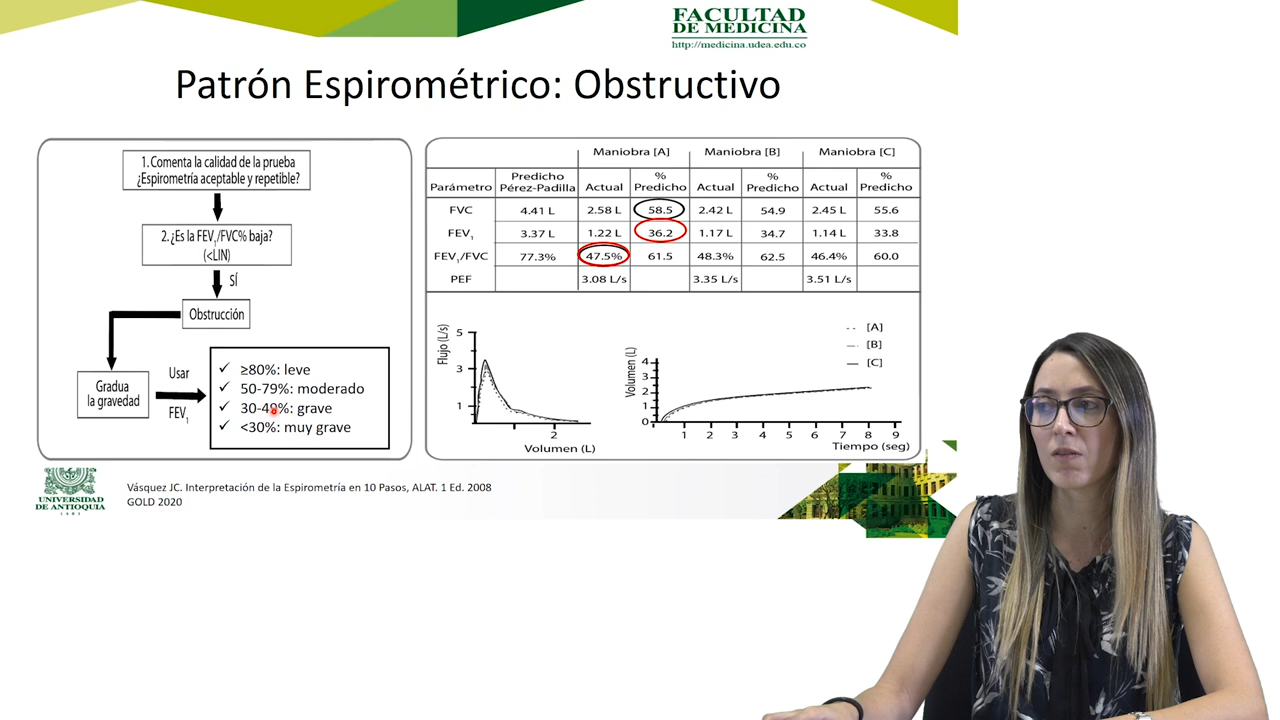 FACULTAD
DE MEDICINA
http://medicina.udea.edu.co
Patrón Espirométrico: Obstructivo
1. Comenta la calidad de la prueba
¿Espirometría aceptable y repetible?
2. ¿Es la FEV1/FVC% baja?
(<LIN)
SÍ
Obstrucción
Gradua
la gravedad
Usar
FEV1
✓ ≥80%: leve
✓ 50-79%: moderado
✓ 30-49%: grave
✓ <30%: muy grave
Maniobra [A] Maniobra [B] Maniobra [C]
Parámetro Predicho Pérez-Padilla Actual % Predicho Actual % Predicho Actual % Predicho
FVC 4.41 L 2.58 L 58.5 2.42 L 54.9 2.45 L 55.6
FEV1 3.37 L 1.22 L 36.2 1.17 L 34.7 1.14 L 33.8
FEV1/FVC 77.3% 47.5% 61.5 48.3% 62.5 46.4% 60.0
PEF 3.08 L/s 3.35 L/s 3.51 L/s
Flujo (L/s)
5
3
1
2
Volumen (L)
[A]
[B]
[C]
Volumen (L)
4
3
2
1
0
1 2 3 4 5 6 7 8 9
Tiempo (seg)
UNIVERSIDAD
DE ANTIOQUIA
1803
Vásquez JC. Interpretación de la Espirometría en 10 Pasos, ALAT. 1 Ed. 2008
GOLD 2020